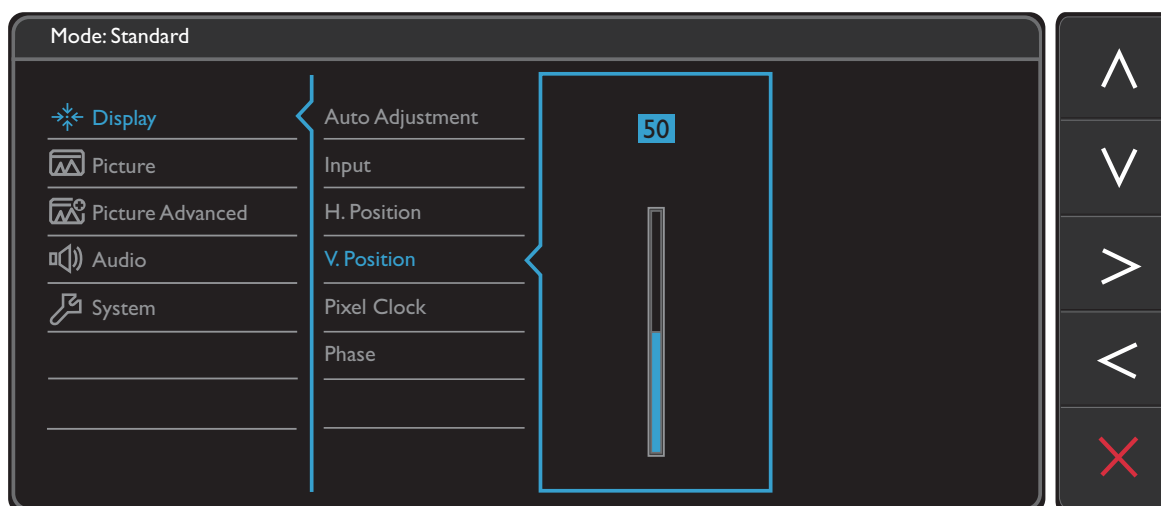 Mode: Standard
Display
Picture
Picture Advanced
Audio
System
Auto Adjustment
Input
H. Position
V. Position
Pixel Clock
Phase
50